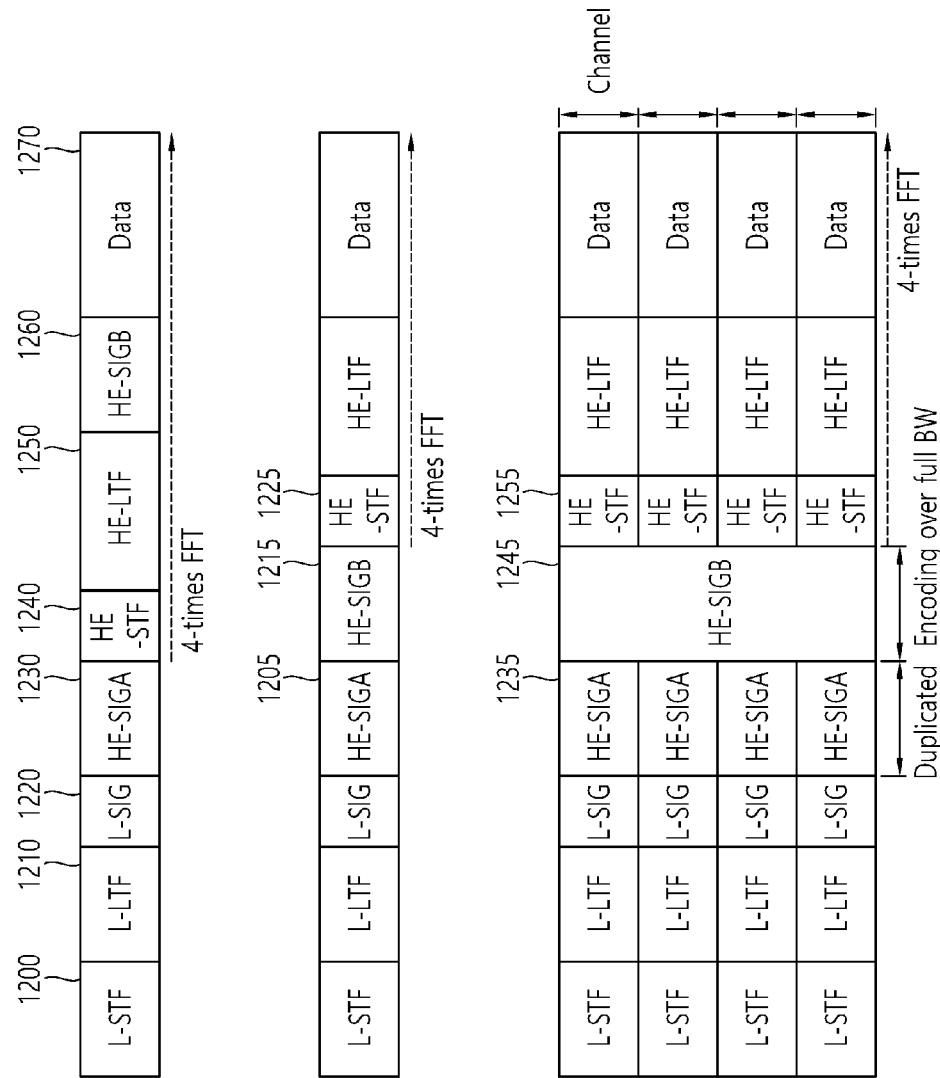 1200 1210 1220 1230 1240 1250 1260 1270
L-STF L-LTF L-SIG HE-SIGA HE
-STF HE-LTF HE-SIGB Data
4-times FFT
1205 1215 1225
L-STF L-LTF L-SIG HE-SIGA HE-SIGB HE
-STF HE-LTF Data
4-times FFT
1235 1245 1255
Channel
L-STF L-LTF L-SIG HE-SIGA HE
-STF HE-LTF Data
L-STF L-LTF L-SIG HE-SIGA HE
-STF HE-LTF Data
HE-SIGB
L-STF L-LTF L-SIG HE-SIGA HE
-STF HE-LTF Data
L-STF L-LTF L-SIG HE-SIGA HE
-STF HE-LTF Data
4-times FFT
Duplicated Encoding over full BW